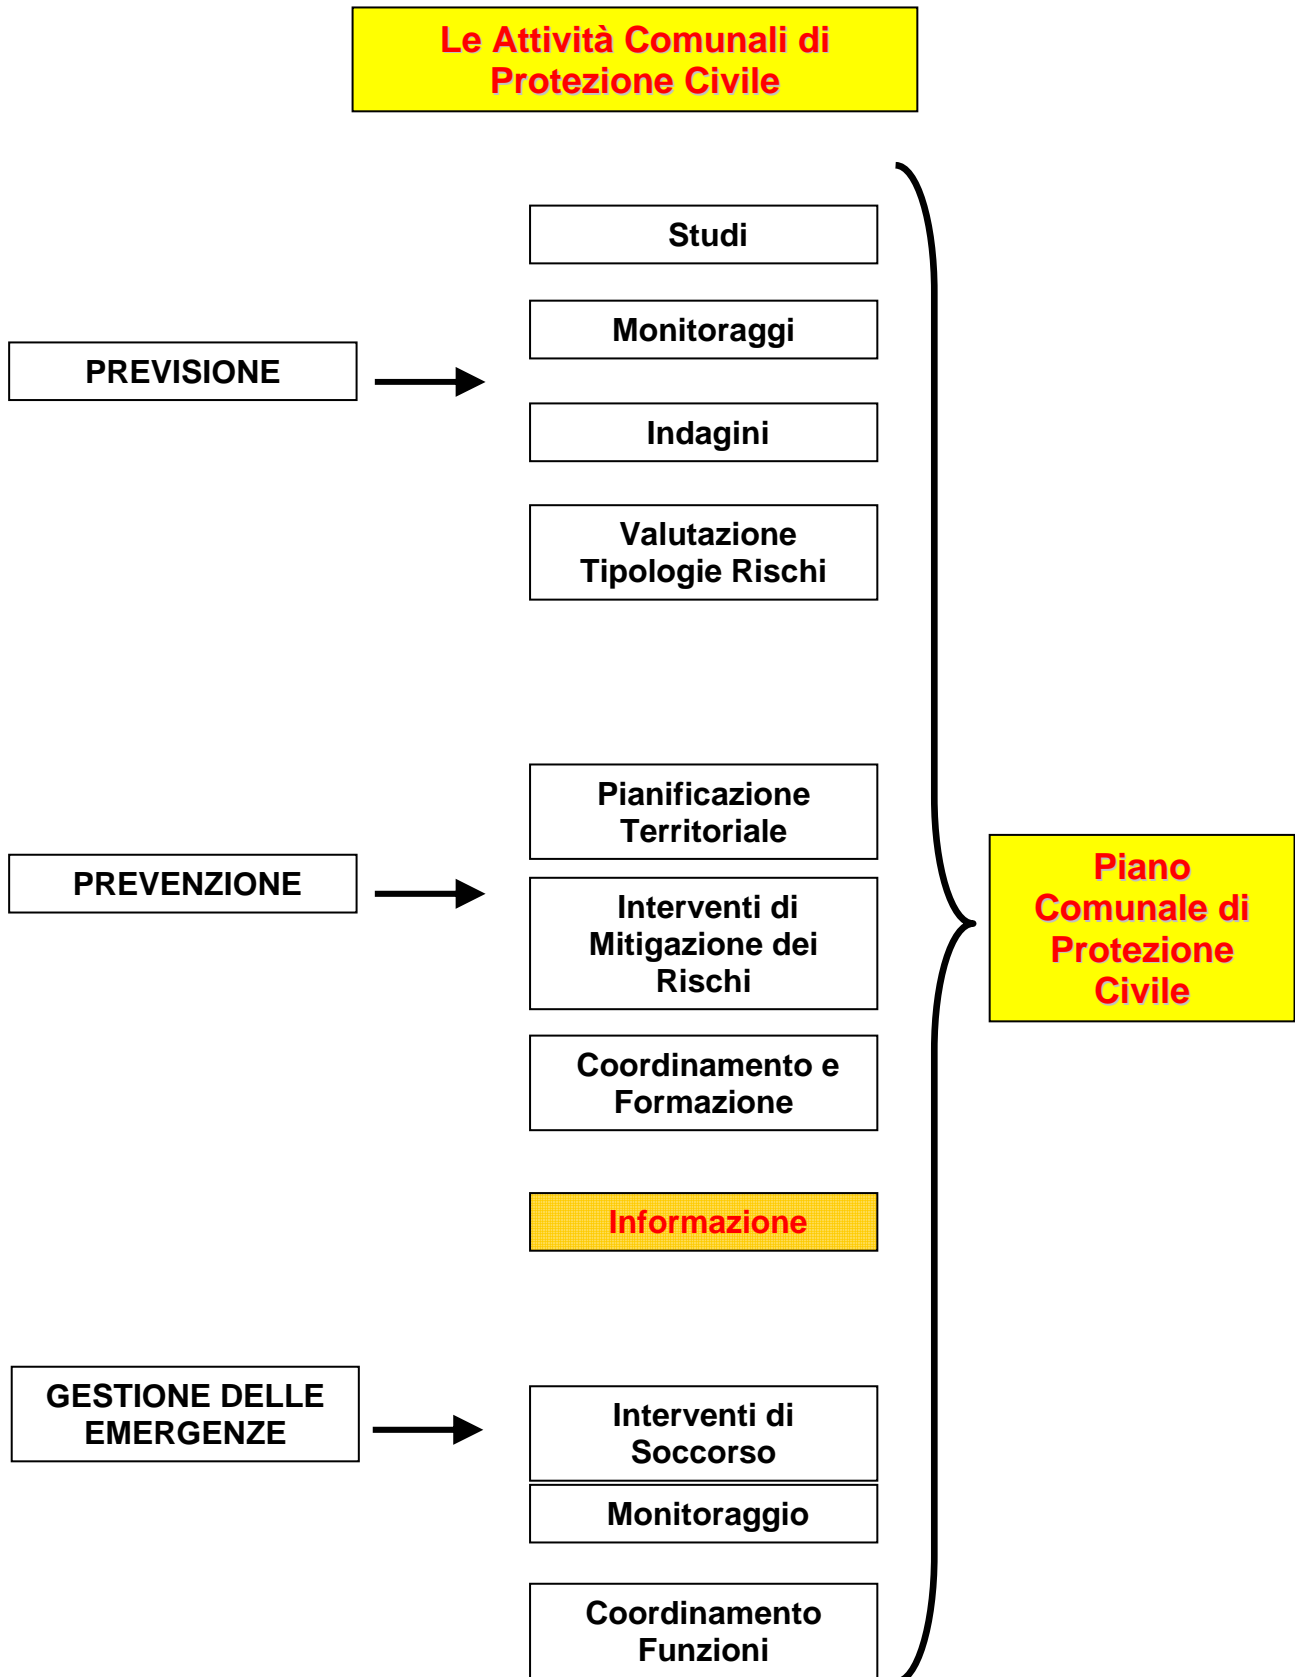 Le Attività Comunali di
Protezione Civile
Studi
Monitoraggi
PREVISIONE
Indagini
Valutazione
Tipologie Rischi
Pianificazione
Territoriale
PREVENZIONE
Interventi di
Mitigazione dei
Rischi
Piano
Comunale di
Protezione
Civile
Coordinamento e
Formazione
Informazione
GESTIONE DELLE
EMERGENZE
Interventi di
Soccorso
Monitoraggio
Coordinamento
Funzioni